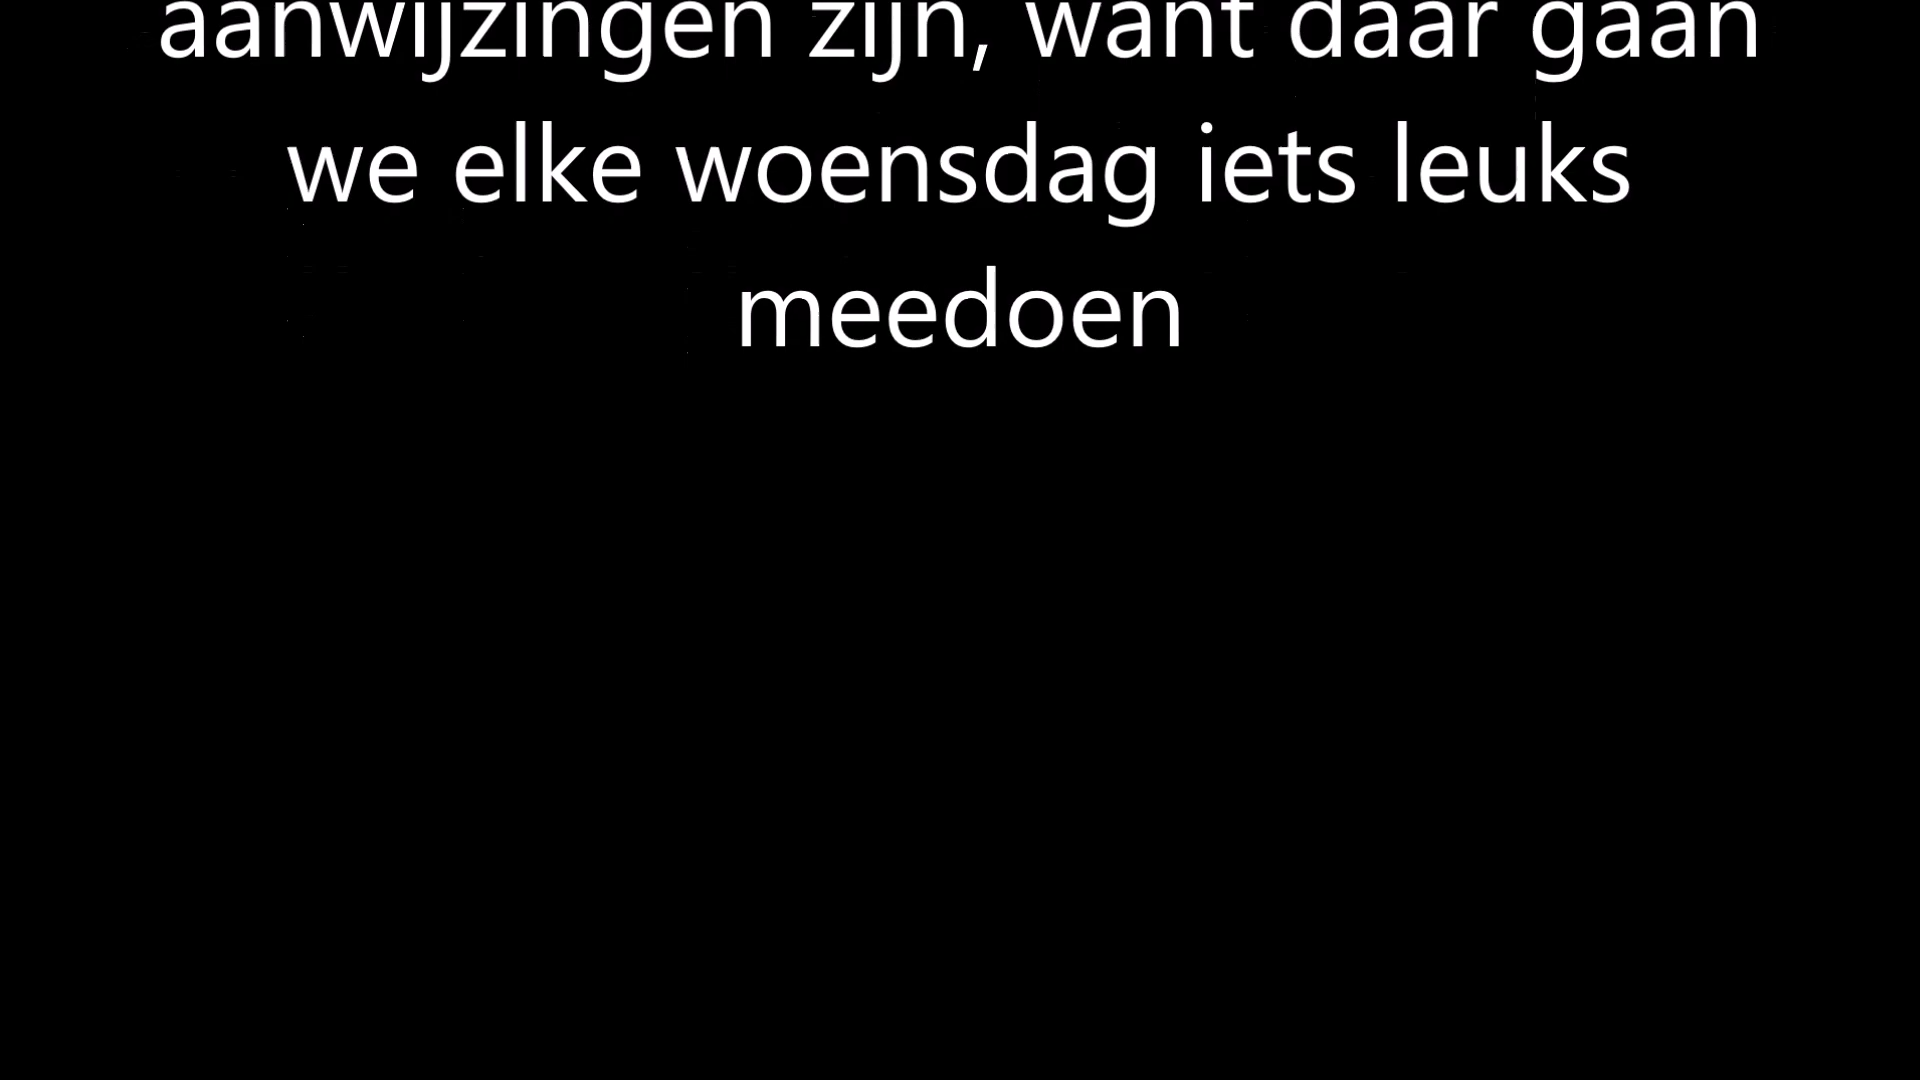 aanwijzingen zijn, want daar gaan
we elke woensdag iets leuks
meedoen